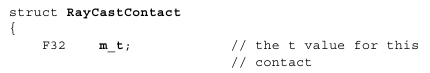 struct RayCastContact
{
F32 m_t; // the t value for this
// contact